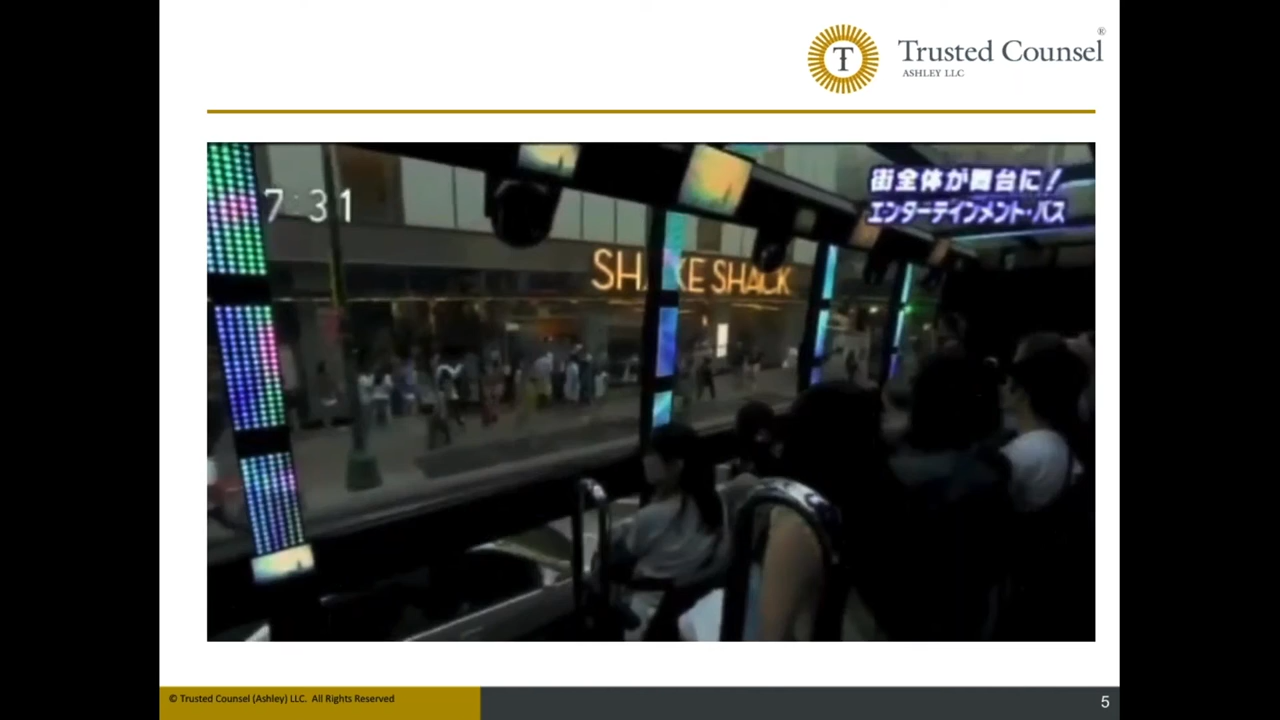 Trusted Counsel®
ASHLEY LLC
7:31
街全体が舞台に!
エンターテインメント・バス
SHAKE SHACK
© Trusted Counsel (Ashley) LLC. All Rights Reserved
5